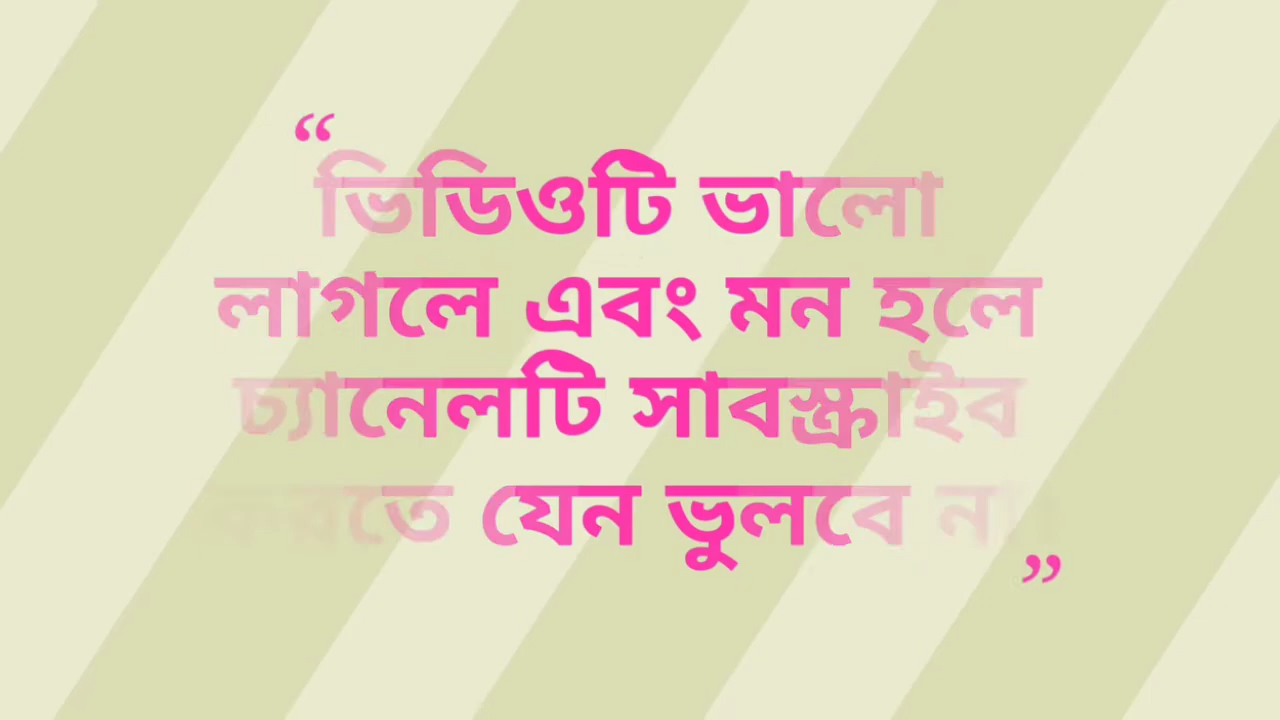 “
ভিডিওটি ভালো
লাগলে এবং মন হলে
চ্যানেলটি সাবস্ক্রাইব
করতে যেন ভুলবে না।
”